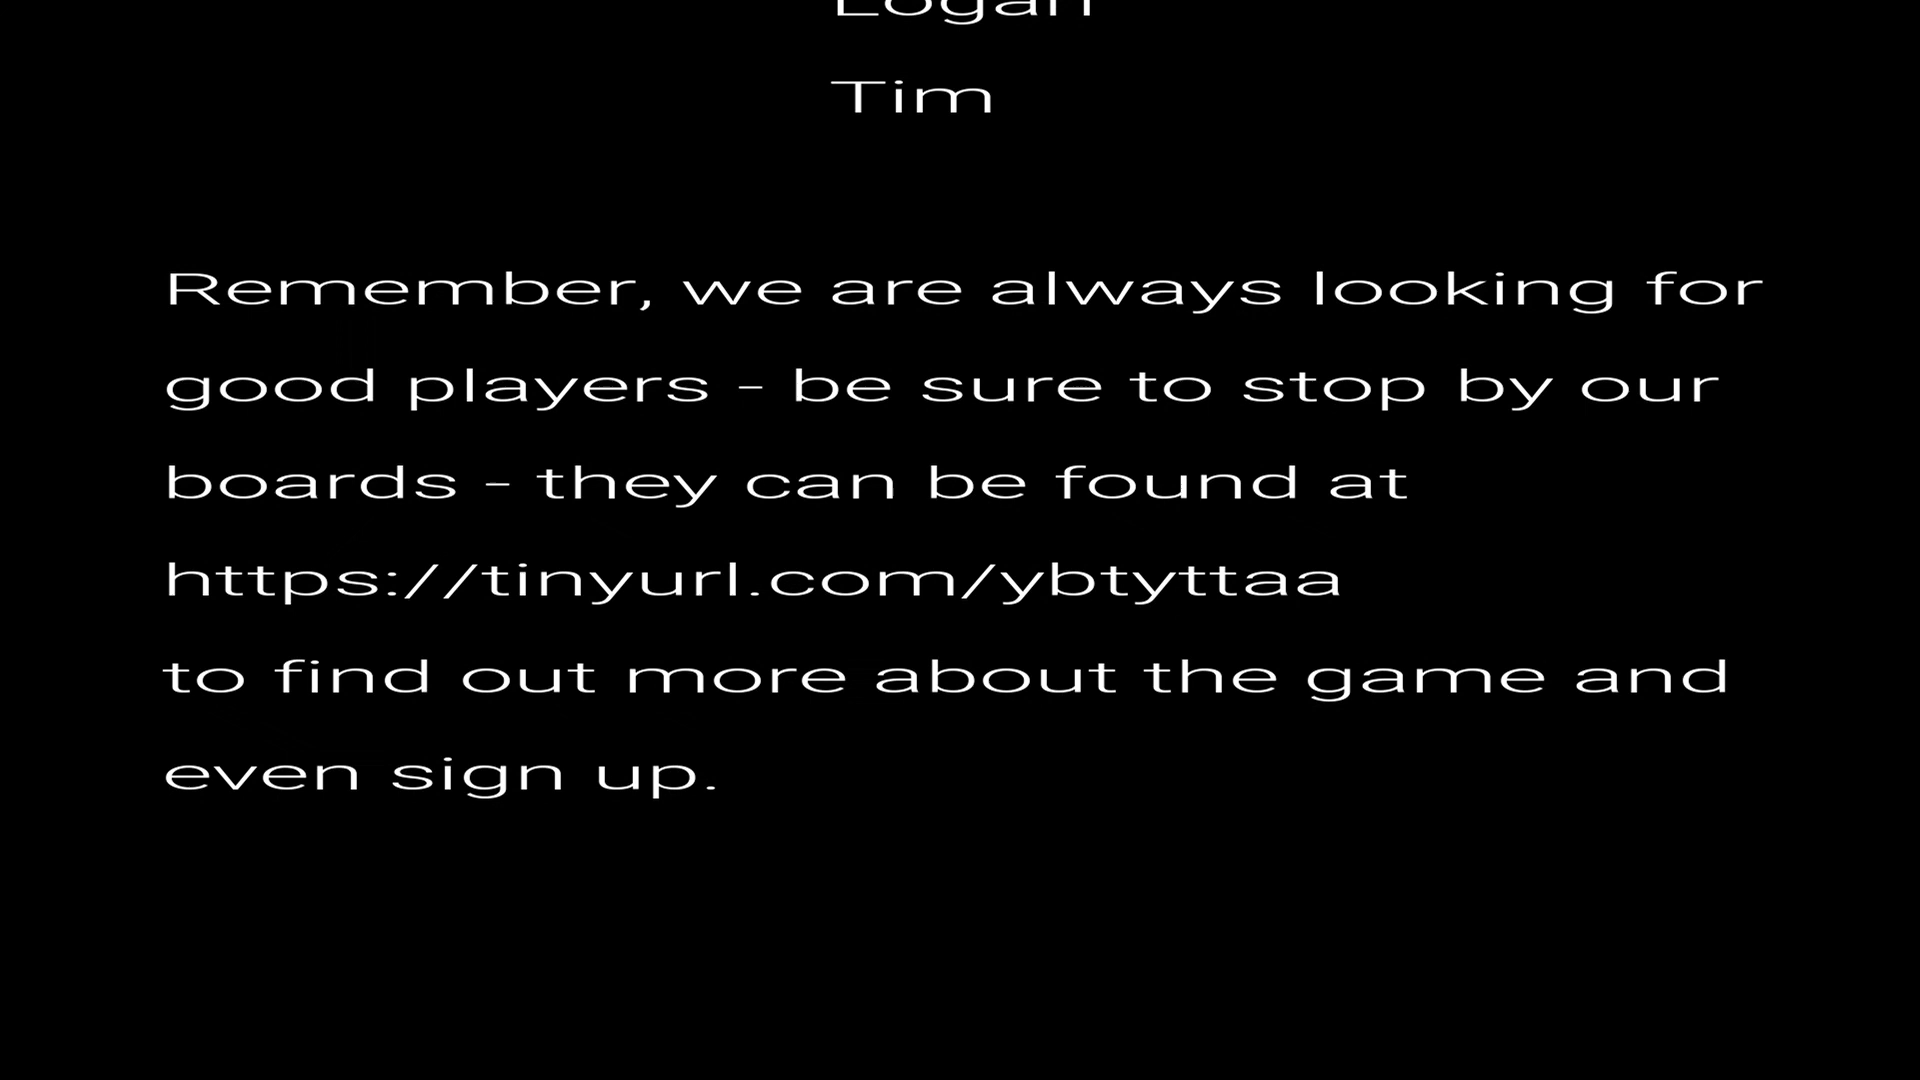 Logan
Tim
Remember, we are always looking for
good players - be sure to stop by our
boards - they can be found at
https://tinyurl.com/ybtyttaa
to find out more about the game and
even sign up.